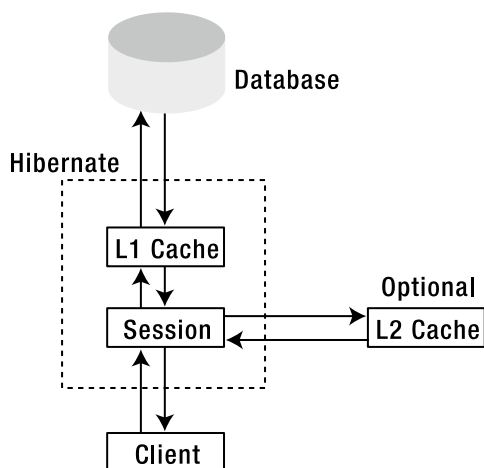 Database
Hibernate
L1 Cache
Optional
Session
L2 Cache
Client